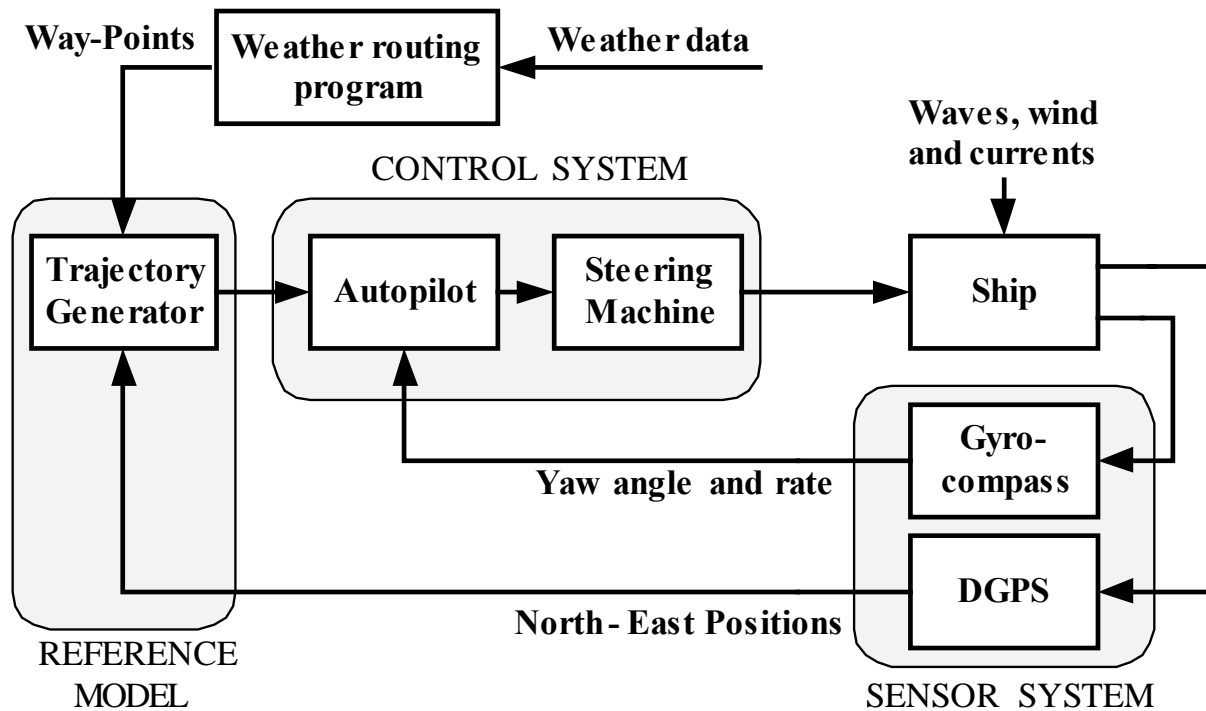 Way-Points
Weather routing
program
Weather data
Waves, wind
and currents
CONTROL SYSTEM
Trajectory
Generator
Autopilot
Steering
Machine
Ship
Gyro-
compass
Yaw angle and rate
DGPS
North-East Positions
REFERENCE
MODEL
SENSOR SYSTEM